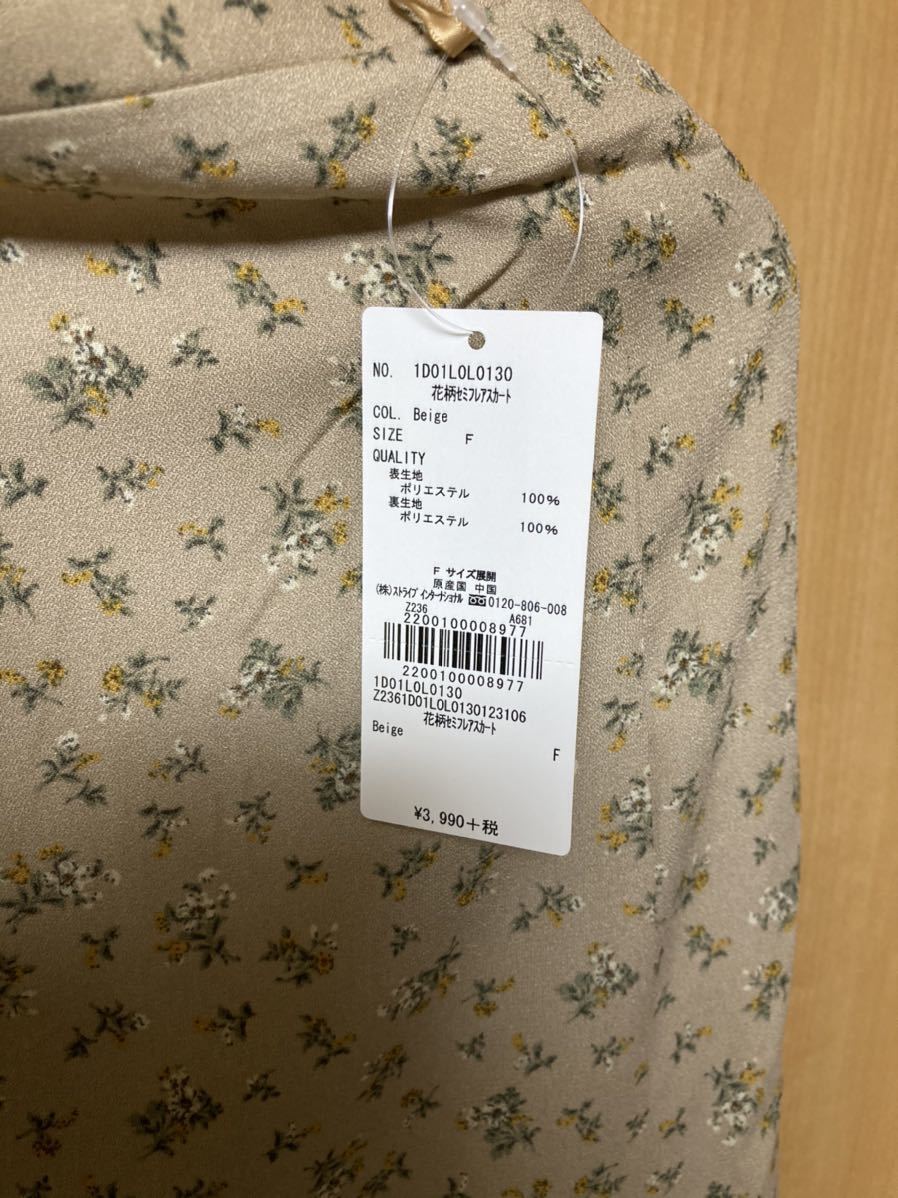 NO. 1D01L0L0130
花柄ｾﾐﾌﾚｱｽｶｰﾄ
COL. Beige
SIZE F
QUALITY
表生地
ポリエステル 100%
裏生地
ポリエステル 100%
F サイズ展開
原産国 中国
(株)ストライプ インターナショナル 0120-806-008
Z236 A681
2200100008977
2200100008977
1D01L0L0130
Z2361D01L0L0130123106
花柄ｾﾐﾌﾚｱｽｶｰﾄ
Beige F
¥3,990+税